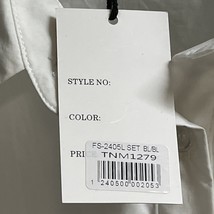 STYLE NO:
COLOR:
FS-2405L SET BL/BL
PRI TNM1279
1 240500 002053